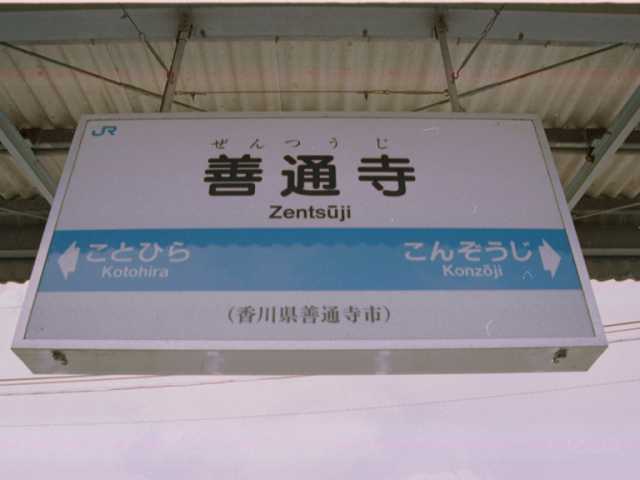 JR
ぜんつうじ
善通寺
Zentsūji
ことひら こんぞうじ
Kotohira Konzōji
（香川県善通寺市）